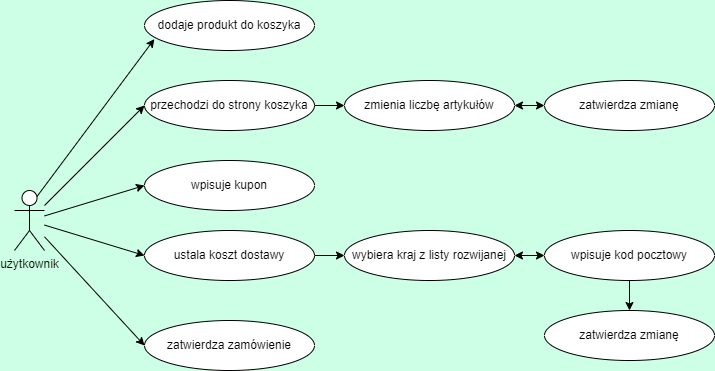 dodaje produkt do koszyka
przechodzi do strony koszyka
zmienia liczbę artykułów
zatwierdza zmianę
wpisuje kupon
użytkownik
ustala koszt dostawy
wybiera kraj z listy rozwijanej
wpisuje kod pocztowy
zatwierdza zamówienie
zatwierdza zmianę